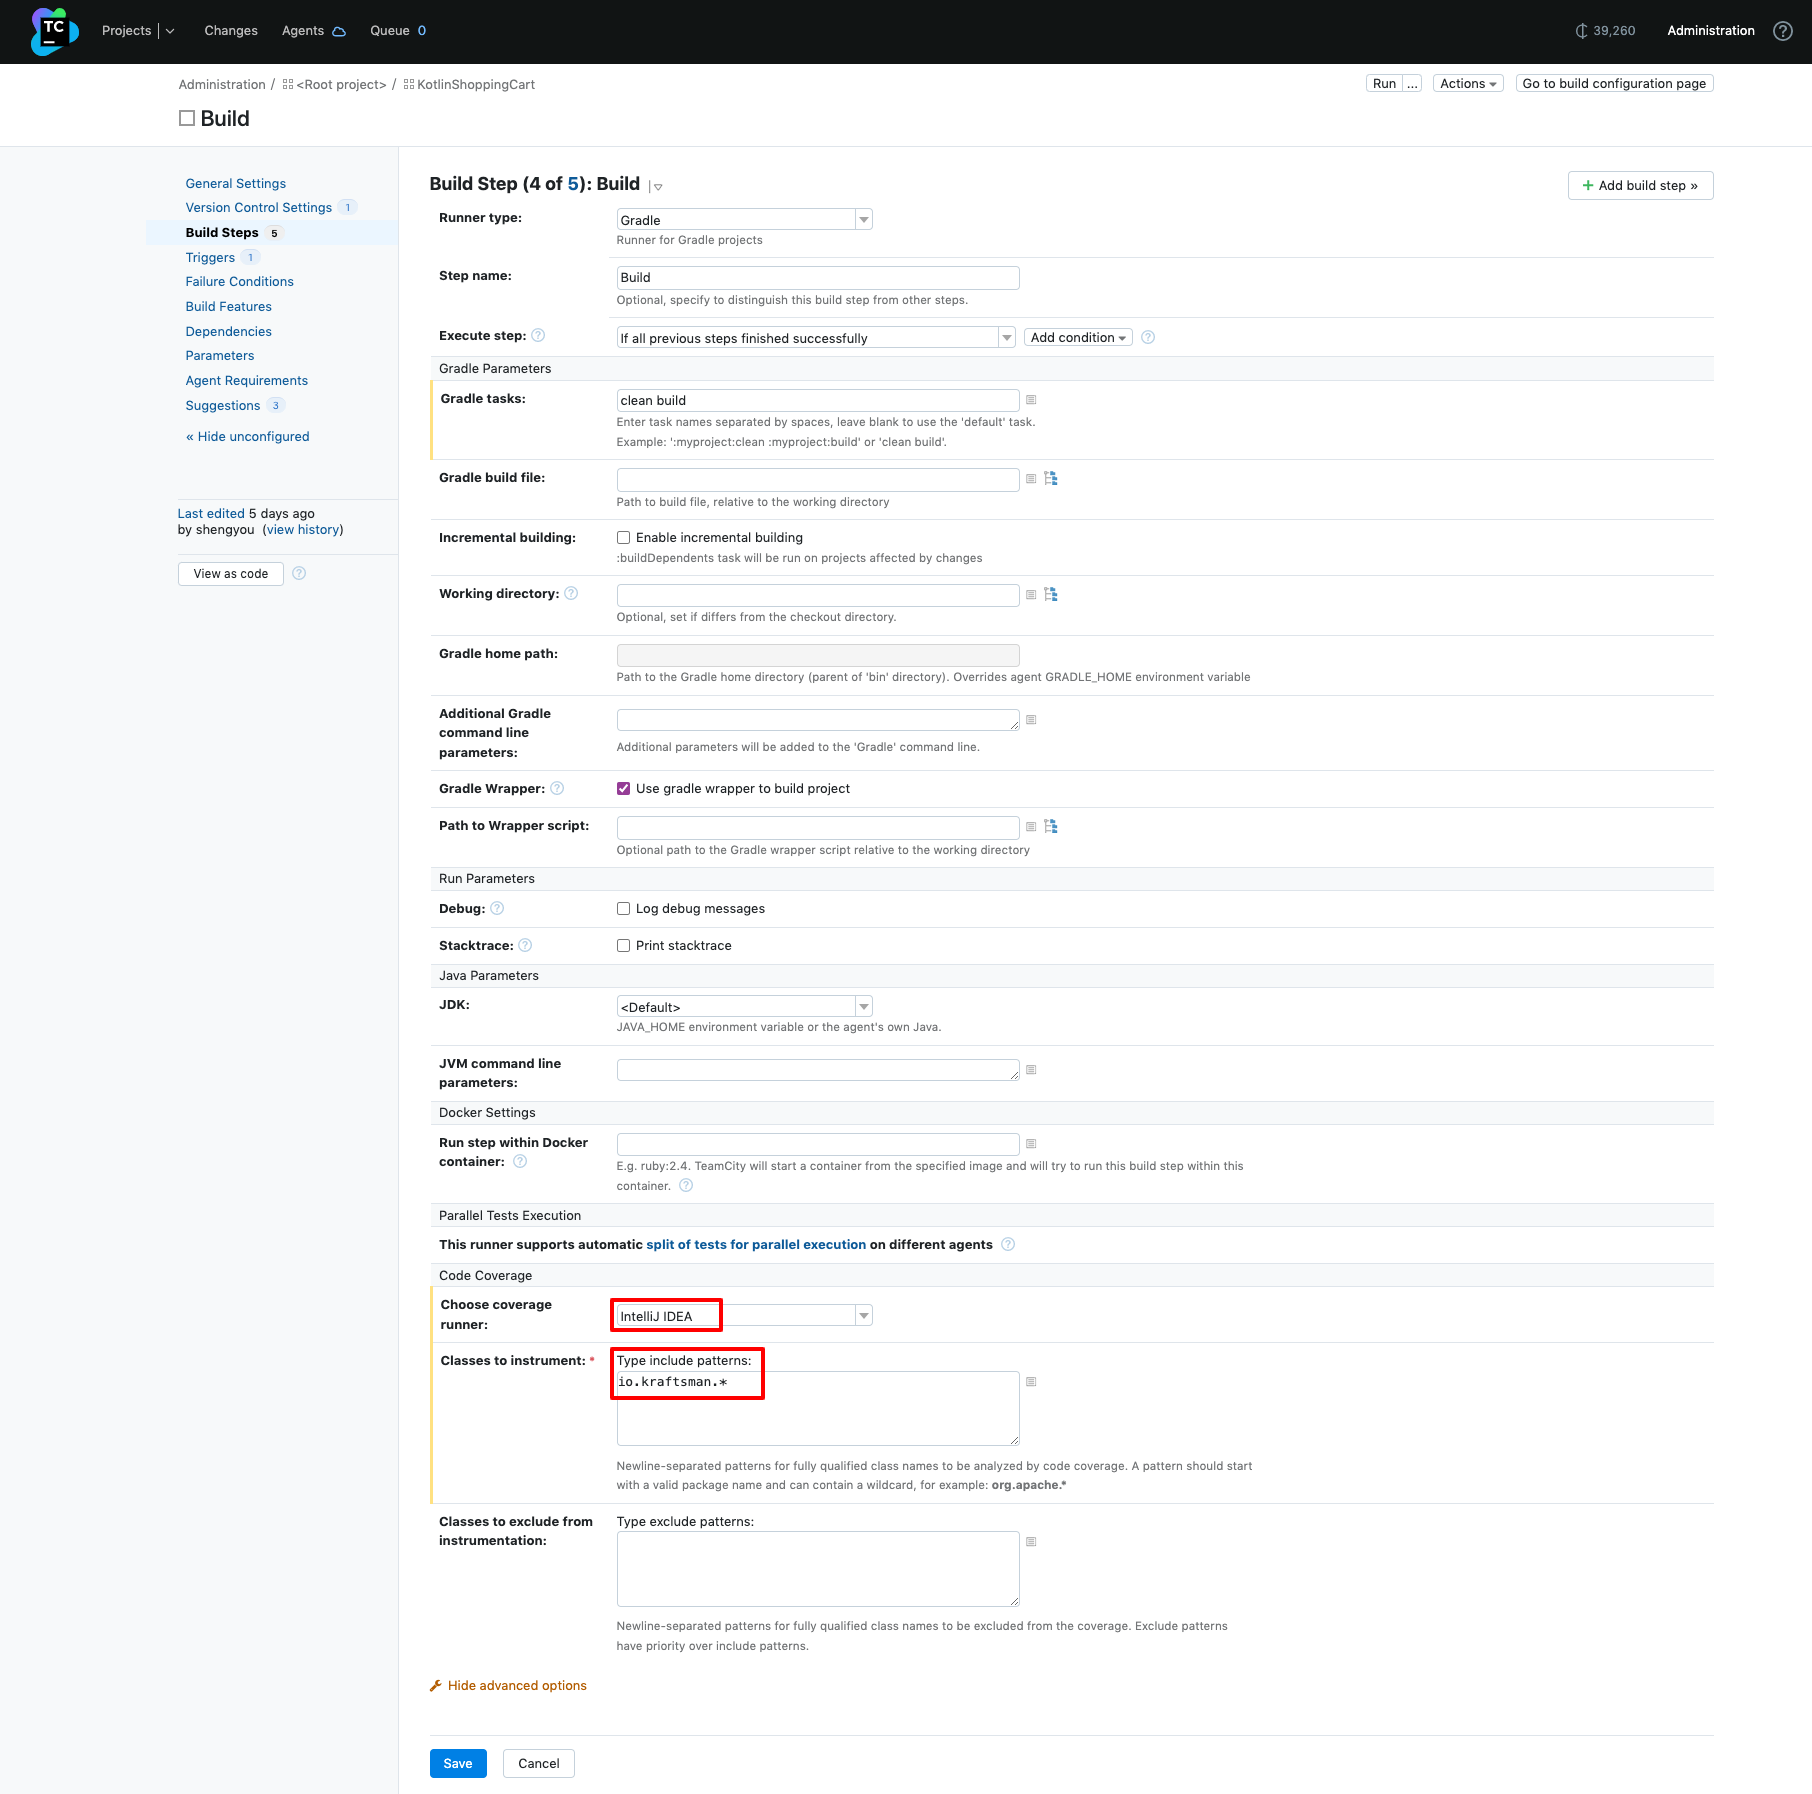 TC
Projects
Changes
Agents
Queue 0
39,260
Administration
?
Administration / <Root project> / KotlinShoppingCart
Run ...
Actions
Go to build configuration page
Build
General Settings
Version Control Settings 1
Build Steps 5
Triggers 1
Failure Conditions
Build Features
Dependencies
Parameters
Agent Requirements
Suggestions 3
« Hide unconfigured
Last edited 5 days ago
by shengyou (view history)
View as code ?
Build Step (4 of 5): Build
+ Add build step »
Runner type:
Gradle
Runner for Gradle projects
Step name:
Build
Optional, specify to distinguish this build step from other steps.
Execute step: ?
If all previous steps finished successfully
Add condition ?
Gradle Parameters
Gradle tasks:
clean build
Enter task names separated by spaces, leave blank to use the 'default' task.
Example: ':myproject:clean :myproject:build' or 'clean build'.
Gradle build file:
Path to build file, relative to the working directory
Incremental building:
Enable incremental building
:buildDependents task will be run on projects affected by changes
Working directory: ?
Optional, set if differs from the checkout directory.
Gradle home path:
Path to the Gradle home directory (parent of 'bin' directory). Overrides agent GRADLE_HOME environment variable
Additional Gradle
command line
parameters:
Additional parameters will be added to the 'Gradle' command line.
Gradle Wrapper: ?
Use gradle wrapper to build project
Path to Wrapper script:
Optional path to the Gradle wrapper script relative to the working directory
Run Parameters
Debug: ?
Log debug messages
Stacktrace: ?
Print stacktrace
Java Parameters
JDK:
<Default>
JAVA_HOME environment variable or the agent's own Java.
JVM command line
parameters:
Docker Settings
Run step within Docker
container: ?
E.g. ruby:2.4. TeamCity will start a container from the specified image and will try to run this build step within this
container. ?
Parallel Tests Execution
This runner supports automatic split of tests for parallel execution on different agents ?
Code Coverage
Choose coverage
runner:
IntelliJ IDEA
Classes to instrument: *
Type include patterns:
io.kraftsman.*
Newline-separated patterns for fully qualified class names to be analyzed by code coverage. A pattern should start
with a valid package name and can contain a wildcard, for example: org.apache.*
Classes to exclude from
instrumentation:
Type exclude patterns:
Newline-separated patterns for fully qualified class names to be excluded from the coverage. Exclude patterns
have priority over include patterns.
Hide advanced options
Save
Cancel